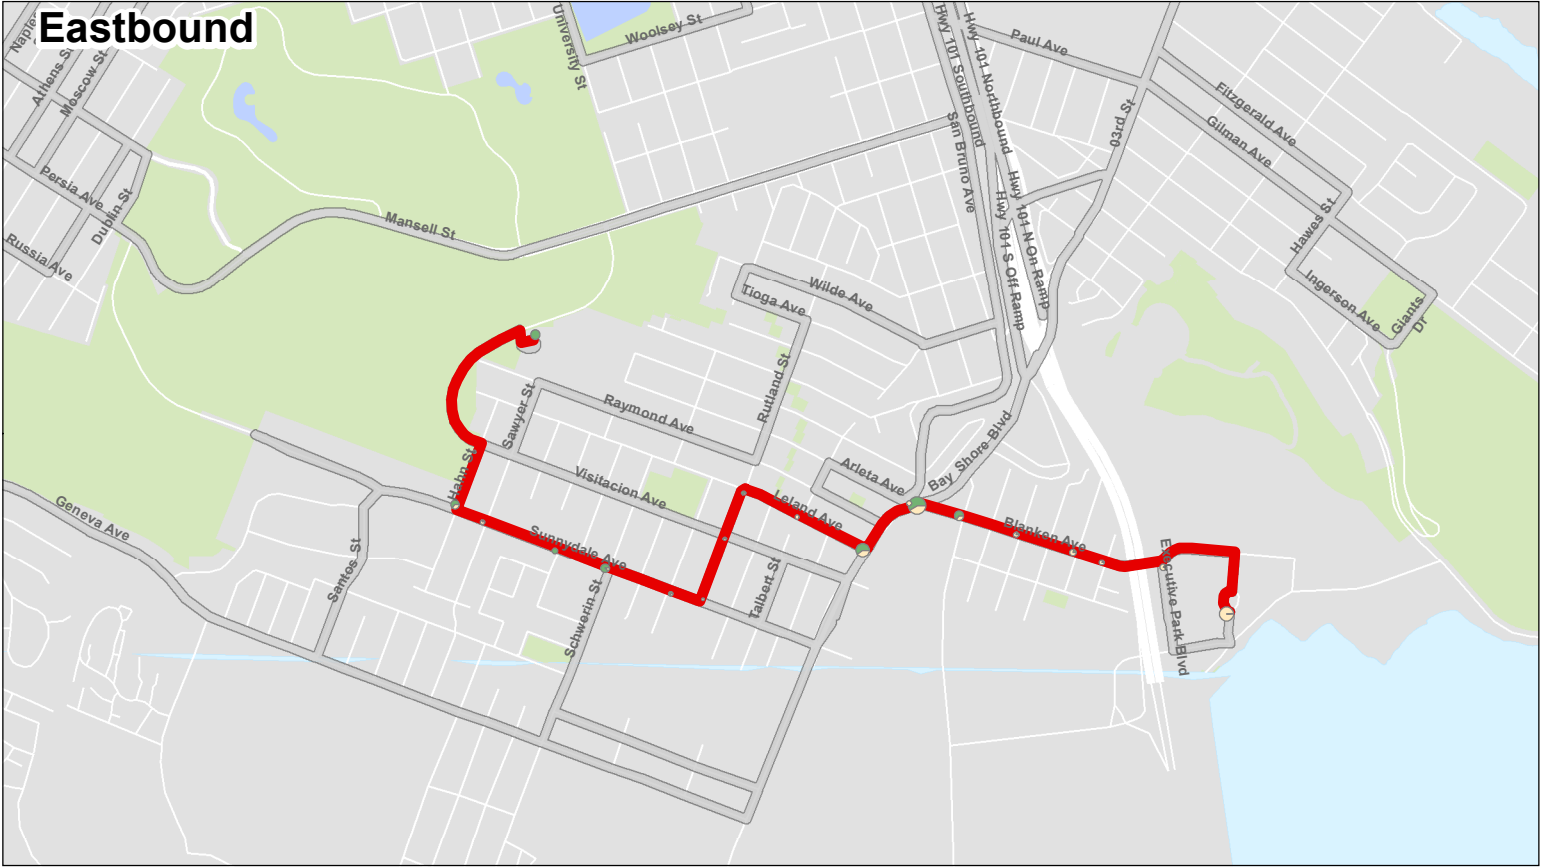 Eastbound
Naples
Athens St
Moscow St
Persia Ave
Dublin St
Russia Ave
University St
Woolsey St
Mansell St
Hwy 101 Southbound
Hwy 101 Northbound
San Bruno Ave
Paul Ave
03rd St
Fitzgerald Ave
Gilman Ave
Hwy 101 S Off Ramp
Hwy 101 N On Ramp
Hawes St
Ingerson Ave
Giants
Dr
Wilde Ave
Tioga Ave
Rutland St
Raymond Ave
Sawyer St
Hahn St
Visitacion Ave
Arleta Ave
Bay Shore Blvd
Leland Ave
Blanken Ave
Sunnydale Ave
Geneva Ave
Santos St
Schwerin St
Talbert St
Executive Park Blvd